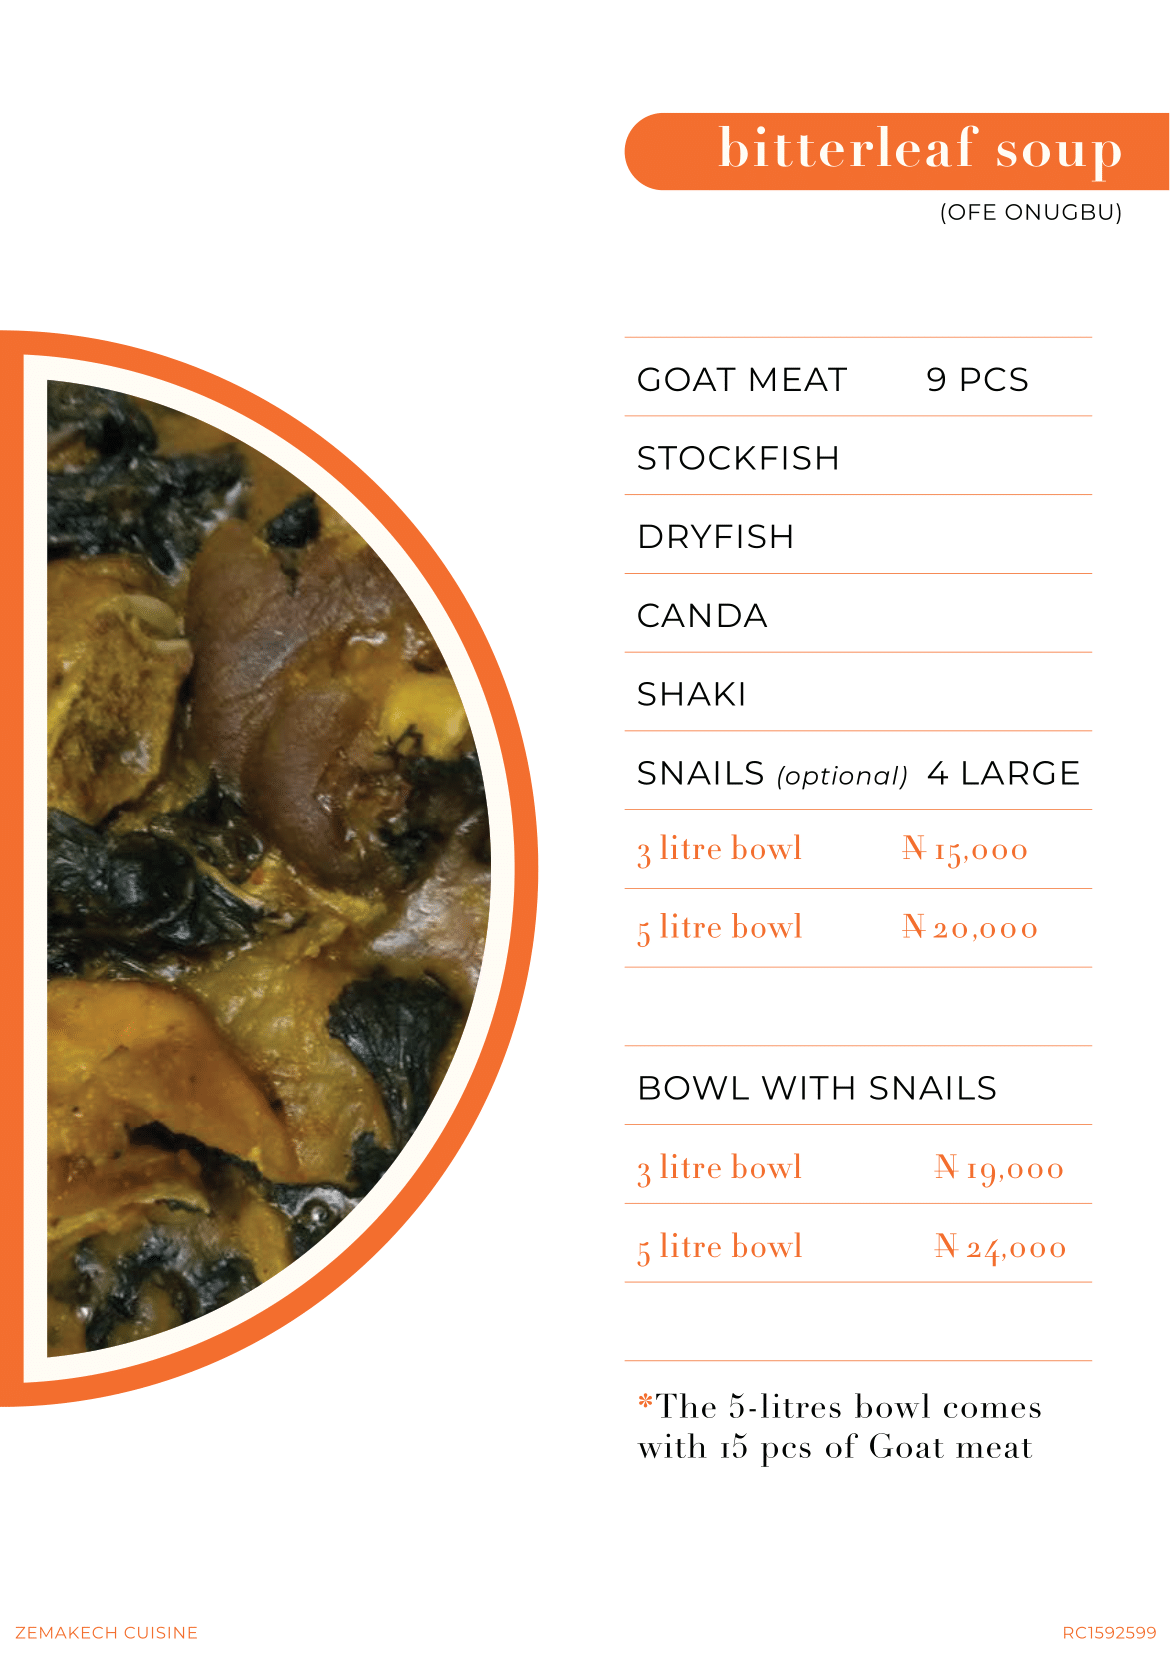 bitterleaf soup
(OFE ONUGBU)
GOAT MEAT 9 PCS
STOCKFISH
DRYFISH
CANDA
SHAKI
SNAILS (optional) 4 LARGE
3 litre bowl ₦ 15,000
5 litre bowl ₦ 20,000
BOWL WITH SNAILS
3 litre bowl ₦ 19,000
5 litre bowl ₦ 24,000
*The 5-litres bowl comes
with 15 pcs of Goat meat
ZEMAKECH CUISINE RC1592599